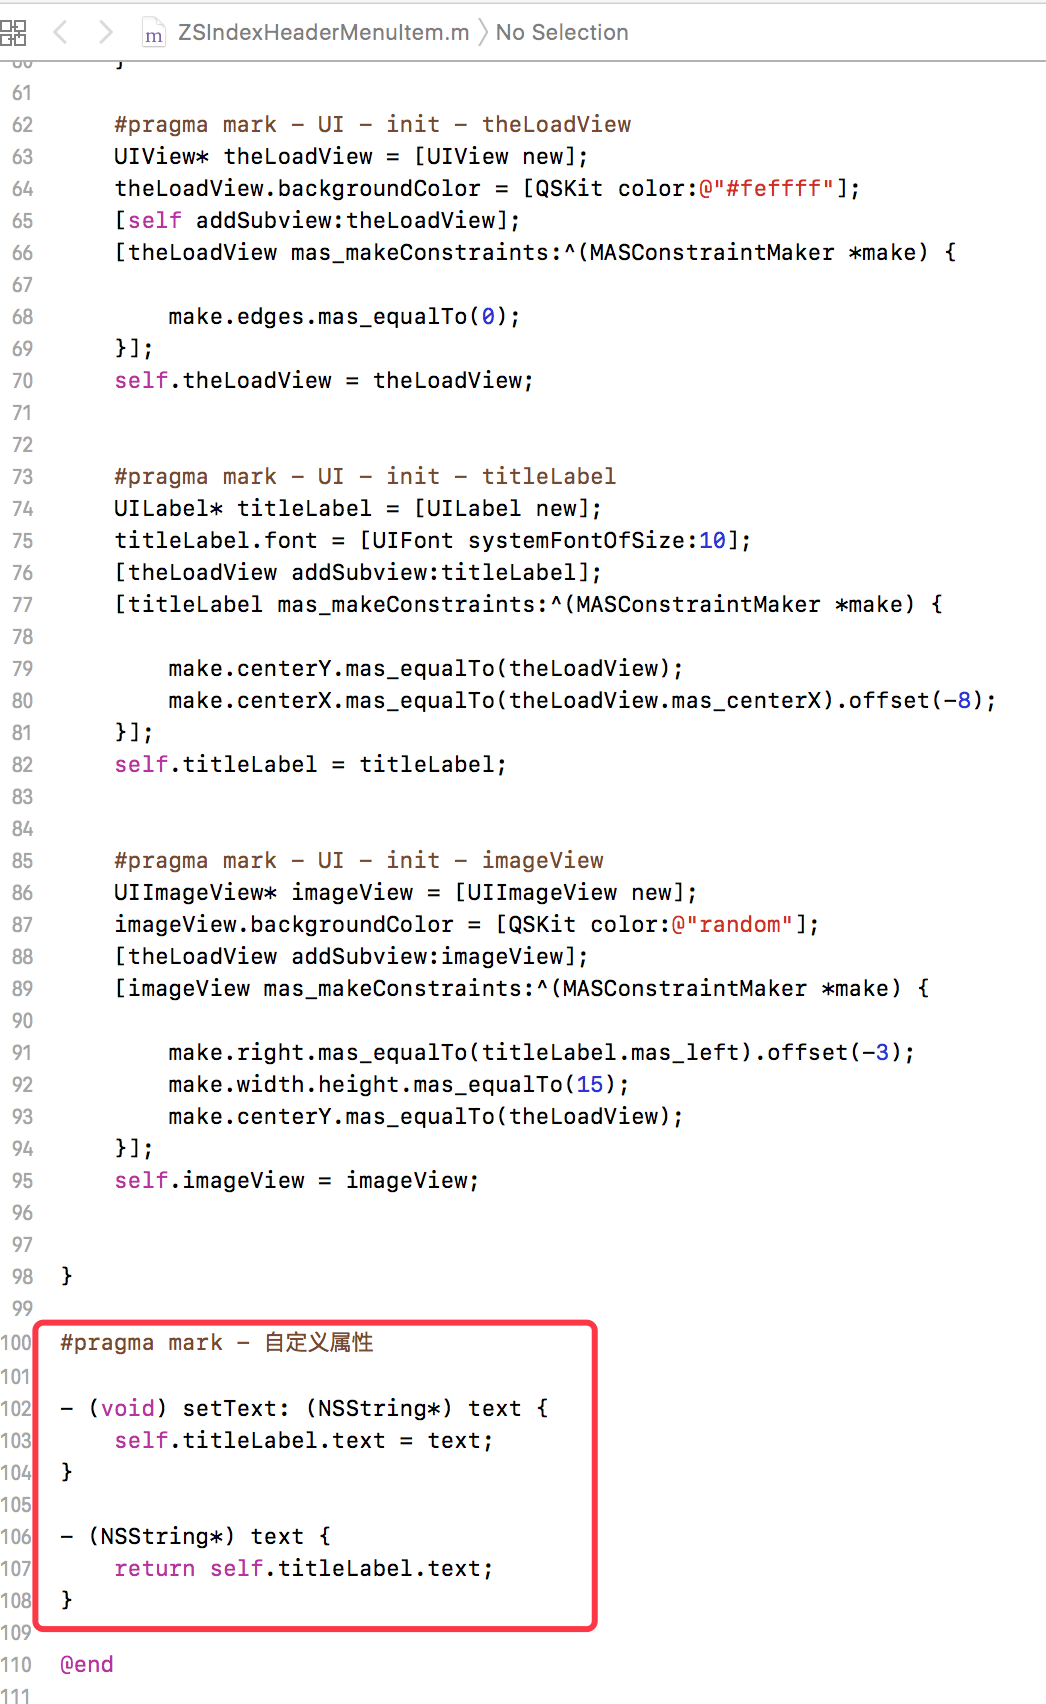 ZSIndexHeaderMenuItem.m 〉 No Selection
60 }
61
62 #pragma mark - UI - init - theLoadView
63 UIView* theLoadView = [UIView new];
64 theLoadView.backgroundColor = [QSKit color:@"#feffff"];
65 [self addSubview:theLoadView];
66 [theLoadView mas_makeConstraints:^(MASConstraintMaker *make) {
67
68 make.edges.mas_equalTo(0);
69 }];
70 self.theLoadView = theLoadView;
71
72
73 #pragma mark - UI - init - titleLabel
74 UILabel* titleLabel = [UILabel new];
75 titleLabel.font = [UIFont systemFontOfSize:10];
76 [theLoadView addSubview:titleLabel];
77 [titleLabel mas_makeConstraints:^(MASConstraintMaker *make) {
78
79 make.centerY.mas_equalTo(theLoadView);
80 make.centerX.mas_equalTo(theLoadView.mas_centerX).offset(-8);
81 }];
82 self.titleLabel = titleLabel;
83
84
85 #pragma mark - UI - init - imageView
86 UIImageView* imageView = [UIImageView new];
87 imageView.backgroundColor = [QSKit color:@"random"];
88 [theLoadView addSubview:imageView];
89 [imageView mas_makeConstraints:^(MASConstraintMaker *make) {
90
91 make.right.mas_equalTo(titleLabel.mas_left).offset(-3);
92 make.width.height.mas_equalTo(15);
93 make.centerY.mas_equalTo(theLoadView);
94 }];
95 self.imageView = imageView;
96
97
98 }
99
100 #pragma mark - 自定义属性
101
102 - (void) setText: (NSString*) text {
103 self.titleLabel.text = text;
104 }
105
106 - (NSString*) text {
107 return self.titleLabel.text;
108 }
109
110 @end
111